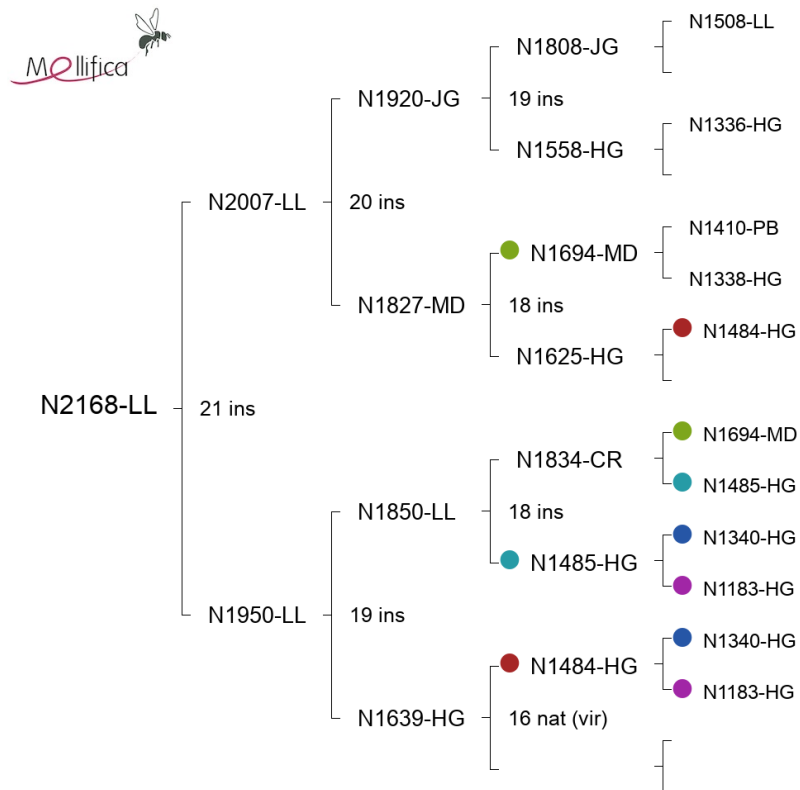 Mellifica
N1508-LL
N1808-JG
N1920-JG
19 ins
N1336-HG
N1558-HG
N2007-LL
20 ins
N1410-PB
N1694-MD
N1338-HG
N1827-MD
18 ins
N1484-HG
N1625-HG
N2168-LL
21 ins
N1694-MD
N1834-CR
N1485-HG
N1850-LL
18 ins
N1340-HG
N1485-HG
N1183-HG
N1950-LL
19 ins
N1340-HG
N1484-HG
N1183-HG
N1639-HG
16 nat (vir)